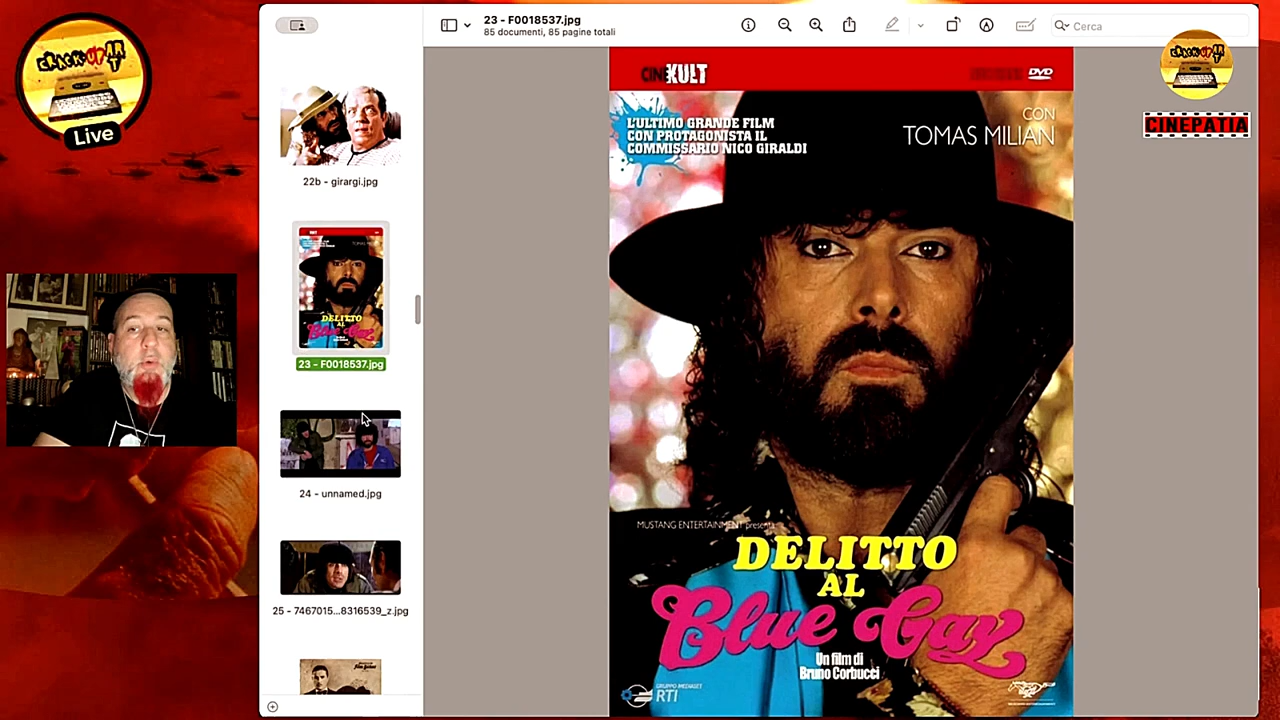 CRACK-UP ART
Live
22b - girargi.jpg
23 - F0018537.jpg
24 - unnamed.jpg
25 - 7467015...8316539_z.jpg
23 - F0018537.jpg
85 documenti, 85 pagine totali
Cerca
CINEPATIA
CINEKULT
DVD
L'ULTIMO GRANDE FILM
CON PROTAGONISTA IL
COMMISSARIO NICO GIRALDI
CON
TOMAS MILIAN
MUSTANG ENTERTAINMENT presenta
DELITTO
AL
Blue Gay
Un film di
Bruno Corbucci
GRUPPO MEDIASET
RTI